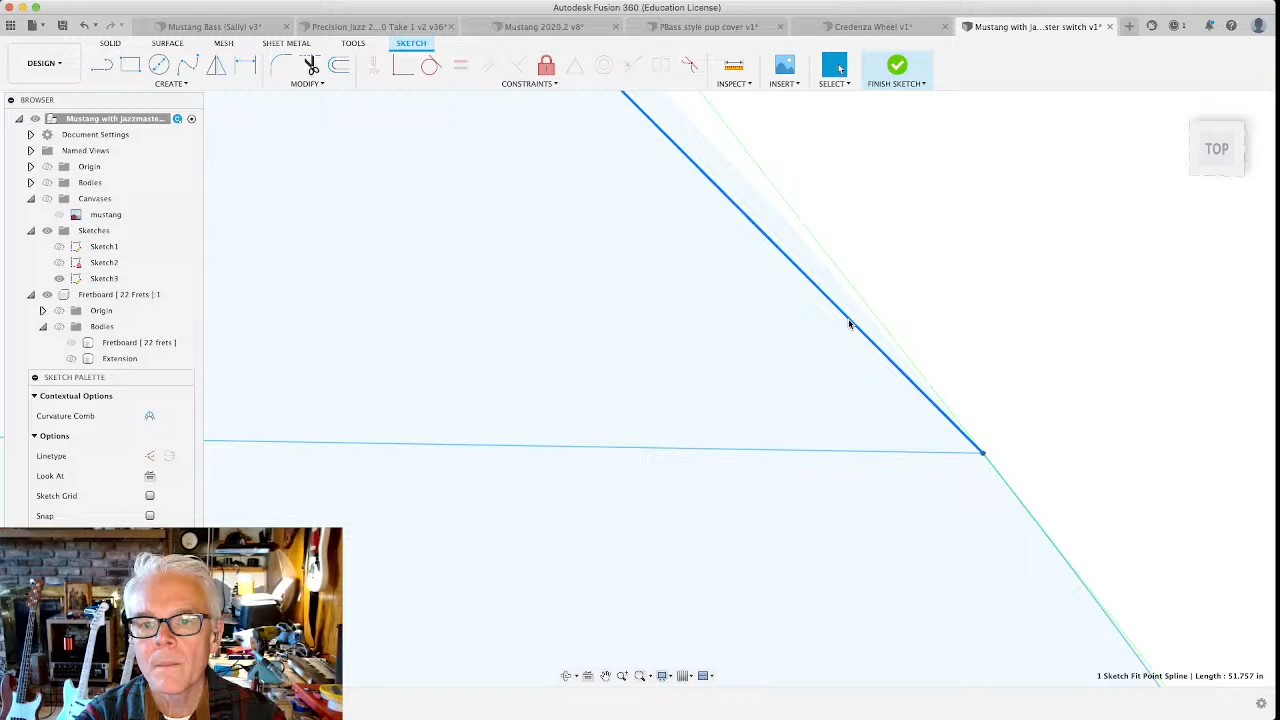 Autodesk Fusion 360 (Education License)
Mustang Bass (Sally) v3*
Precision Jazz 2....0 Take 1 v2 v36*
Mustang 2020.2 v8*
PBass style pup cover v1*
Credenza Wheel v1*
Mustang with Ja....ster switch v1*
1
SOLID SURFACE MESH SHEET METAL TOOLS SKETCH
DESIGN
CREATE MODIFY CONSTRAINTS INSPECT INSERT SELECT FINISH SKETCH
BROWSER
Mustang with Jazzmaste...
Document Settings
Named Views
Origin
Bodies
Canvases
mustang
Sketches
Sketch1
Sketch2
Sketch3
Fretboard [ 22 Frets ]:1
Origin
Bodies
Fretboard [ 22 frets ]
Extension
SKETCH PALETTE
Contextual Options
Curvature Comb
Options
Linetype
Look At
Sketch Grid
Snap
TOP
1 Sketch Fit Point Spline | Length : 51.757 in